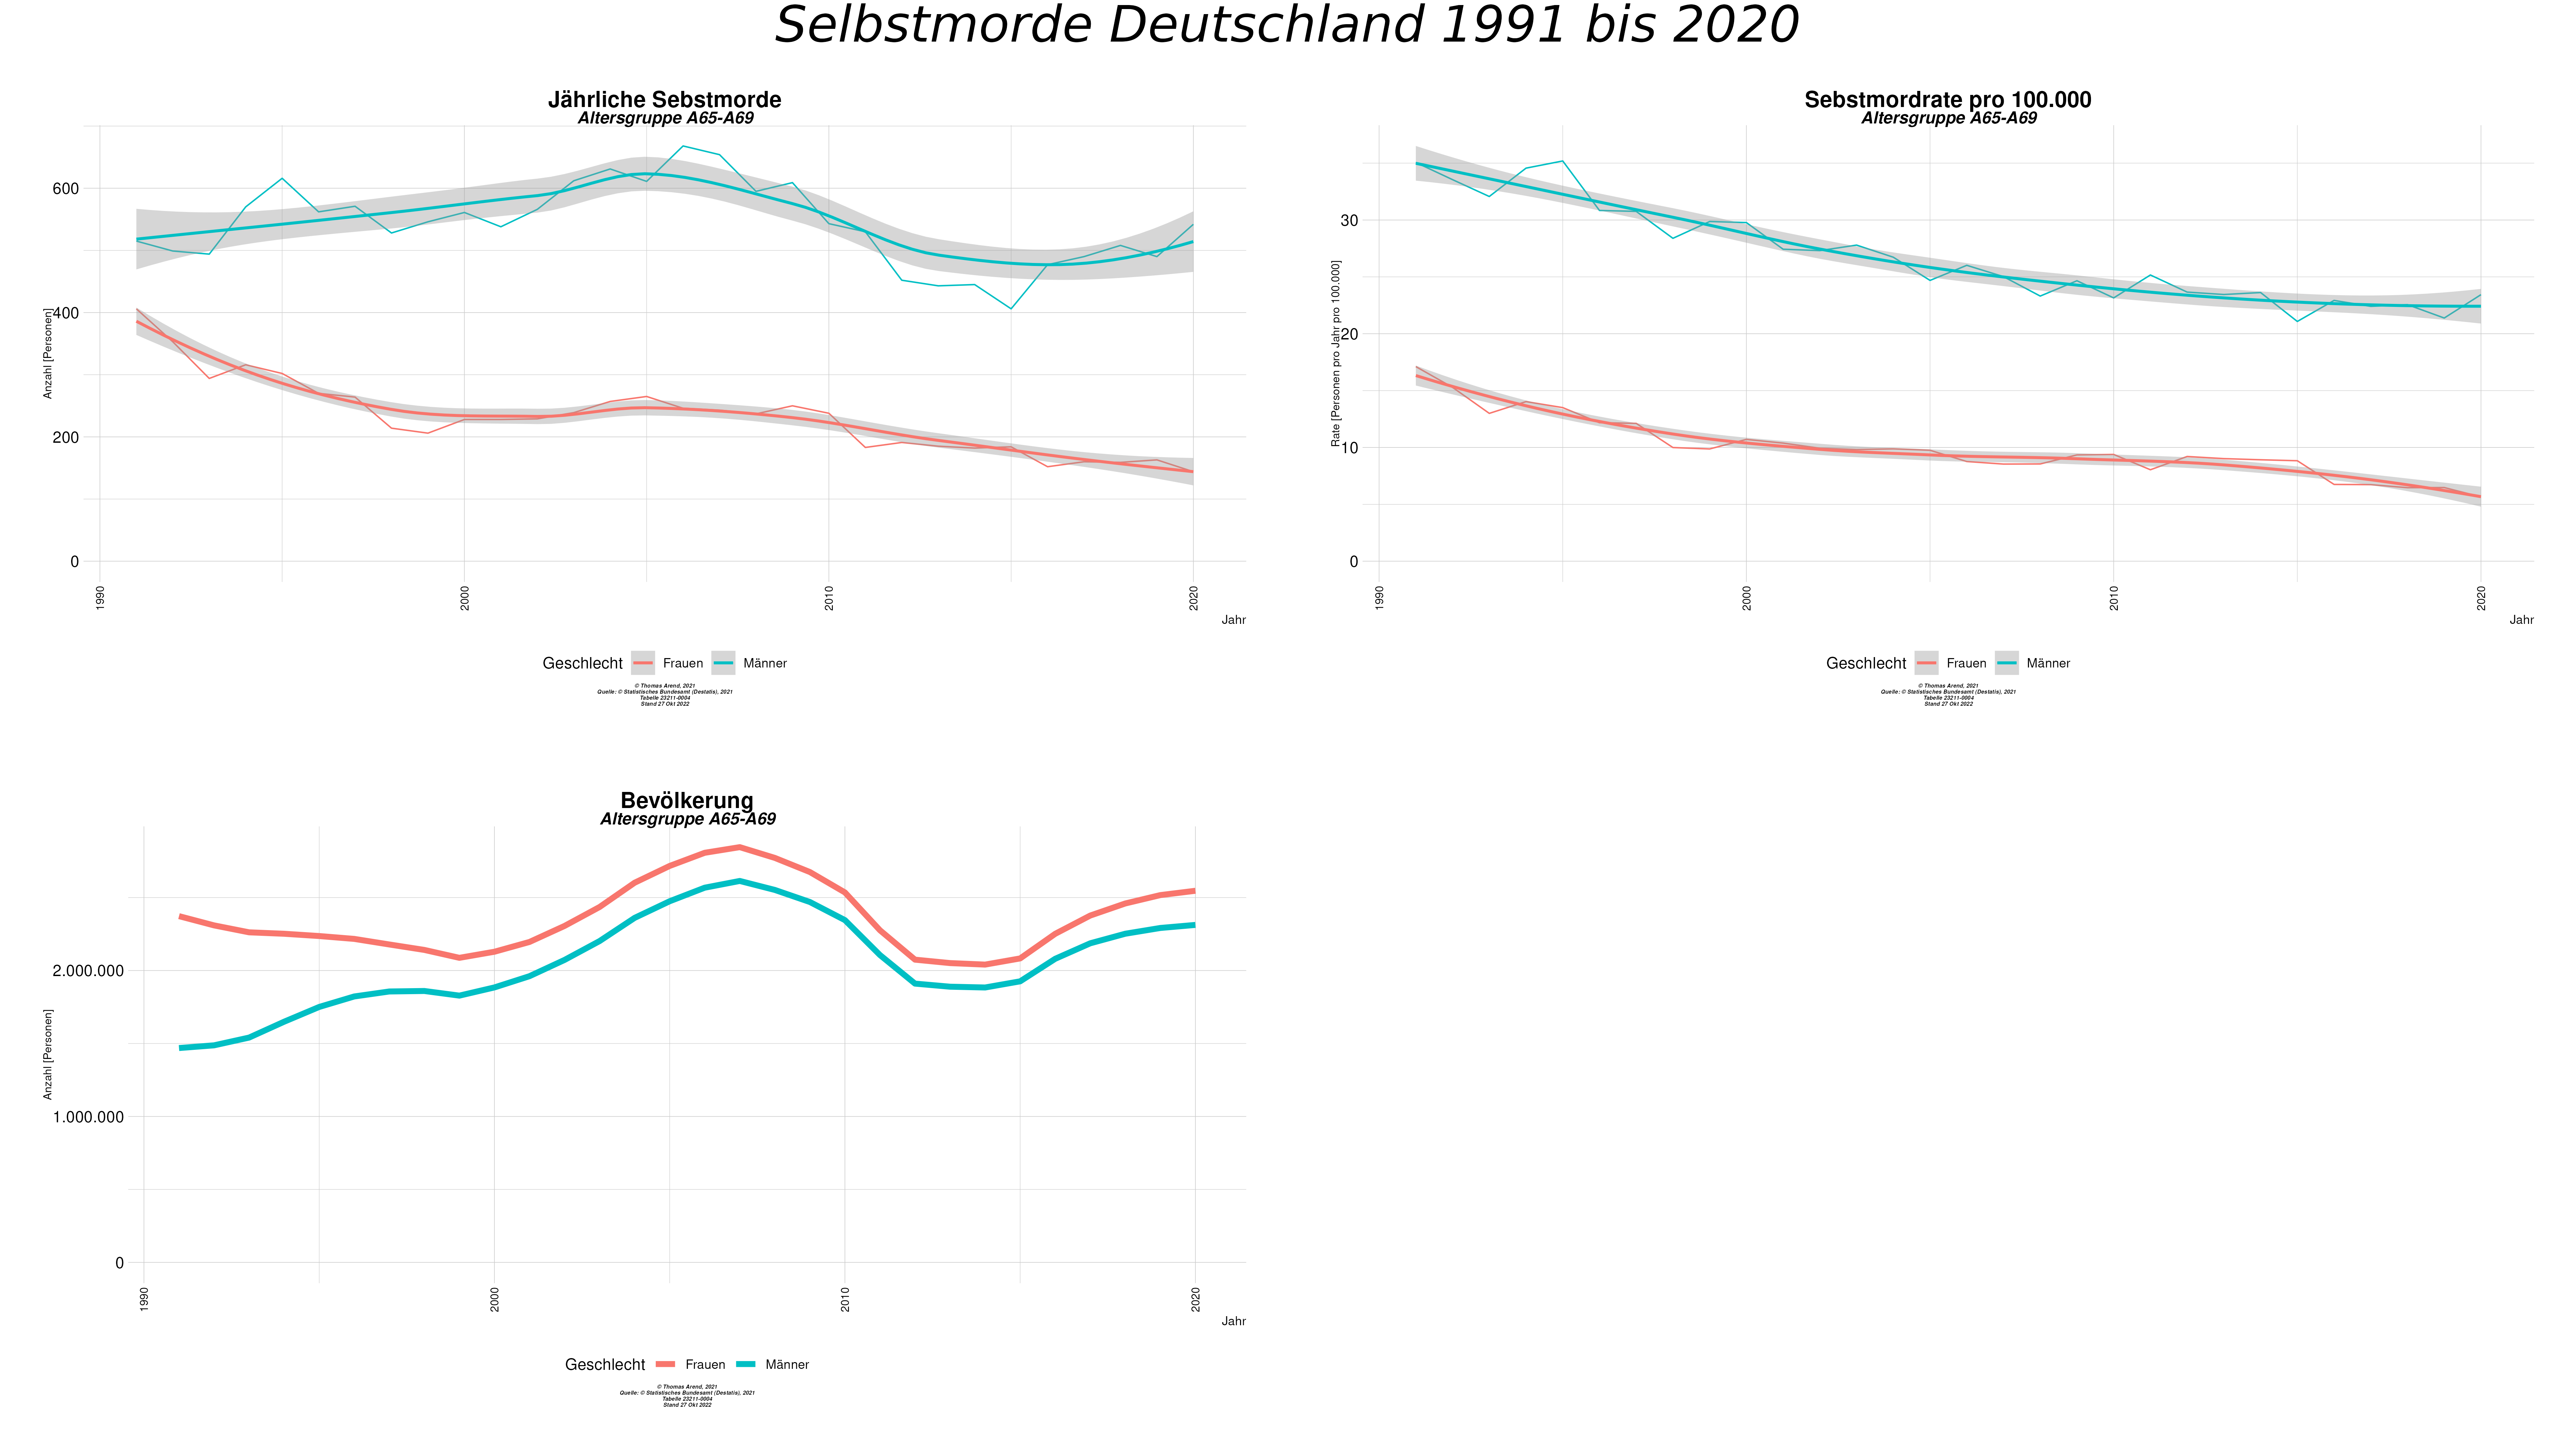 Selbstmorde Deutschland 1991 bis 2020
Jährliche Sebstmorde
Altersgruppe A65-A69
Anzahl [Personen]
600
400
200
0
1990
2000
2010
2020
Jahr
Geschlecht Frauen Männer
© Thomas Arend, 2021
Quelle: © Statistisches Bundesamt (Destatis), 2021
Tabelle 23211-0004
Stand 27 Okt 2022
Sebstmordrate pro 100.000
Altersgruppe A65-A69
Rate [Personen pro Jahr pro 100.000]
30
20
10
0
1990
2000
2010
2020
Jahr
Geschlecht Frauen Männer
© Thomas Arend, 2021
Quelle: © Statistisches Bundesamt (Destatis), 2021
Tabelle 23211-0004
Stand 27 Okt 2022
Bevölkerung
Altersgruppe A65-A69
Anzahl [Personen]
2.000.000
1.000.000
0
1990
2000
2010
2020
Jahr
Geschlecht Frauen Männer
© Thomas Arend, 2021
Quelle: © Statistisches Bundesamt (Destatis), 2021
Tabelle 23211-0004
Stand 27 Okt 2022